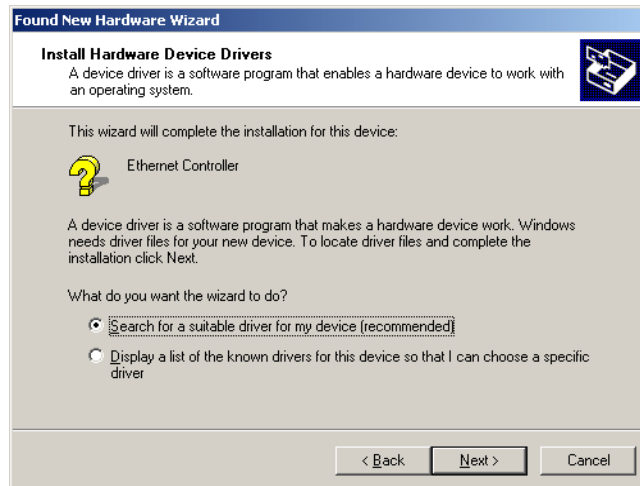 Found New Hardware Wizard
Install Hardware Device Drivers
A device driver is a software program that enables a hardware device to work with
an operating system.
This wizard will complete the installation for this device:
Ethernet Controller
A device driver is a software program that makes a hardware device work. Windows
needs driver files for your new device. To locate driver files and complete the
installation click Next.
What do you want the wizard to do?
Search for a suitable driver for my device (recommended)
Display a list of the known drivers for this device so that I can choose a specific
driver
< Back Next > Cancel